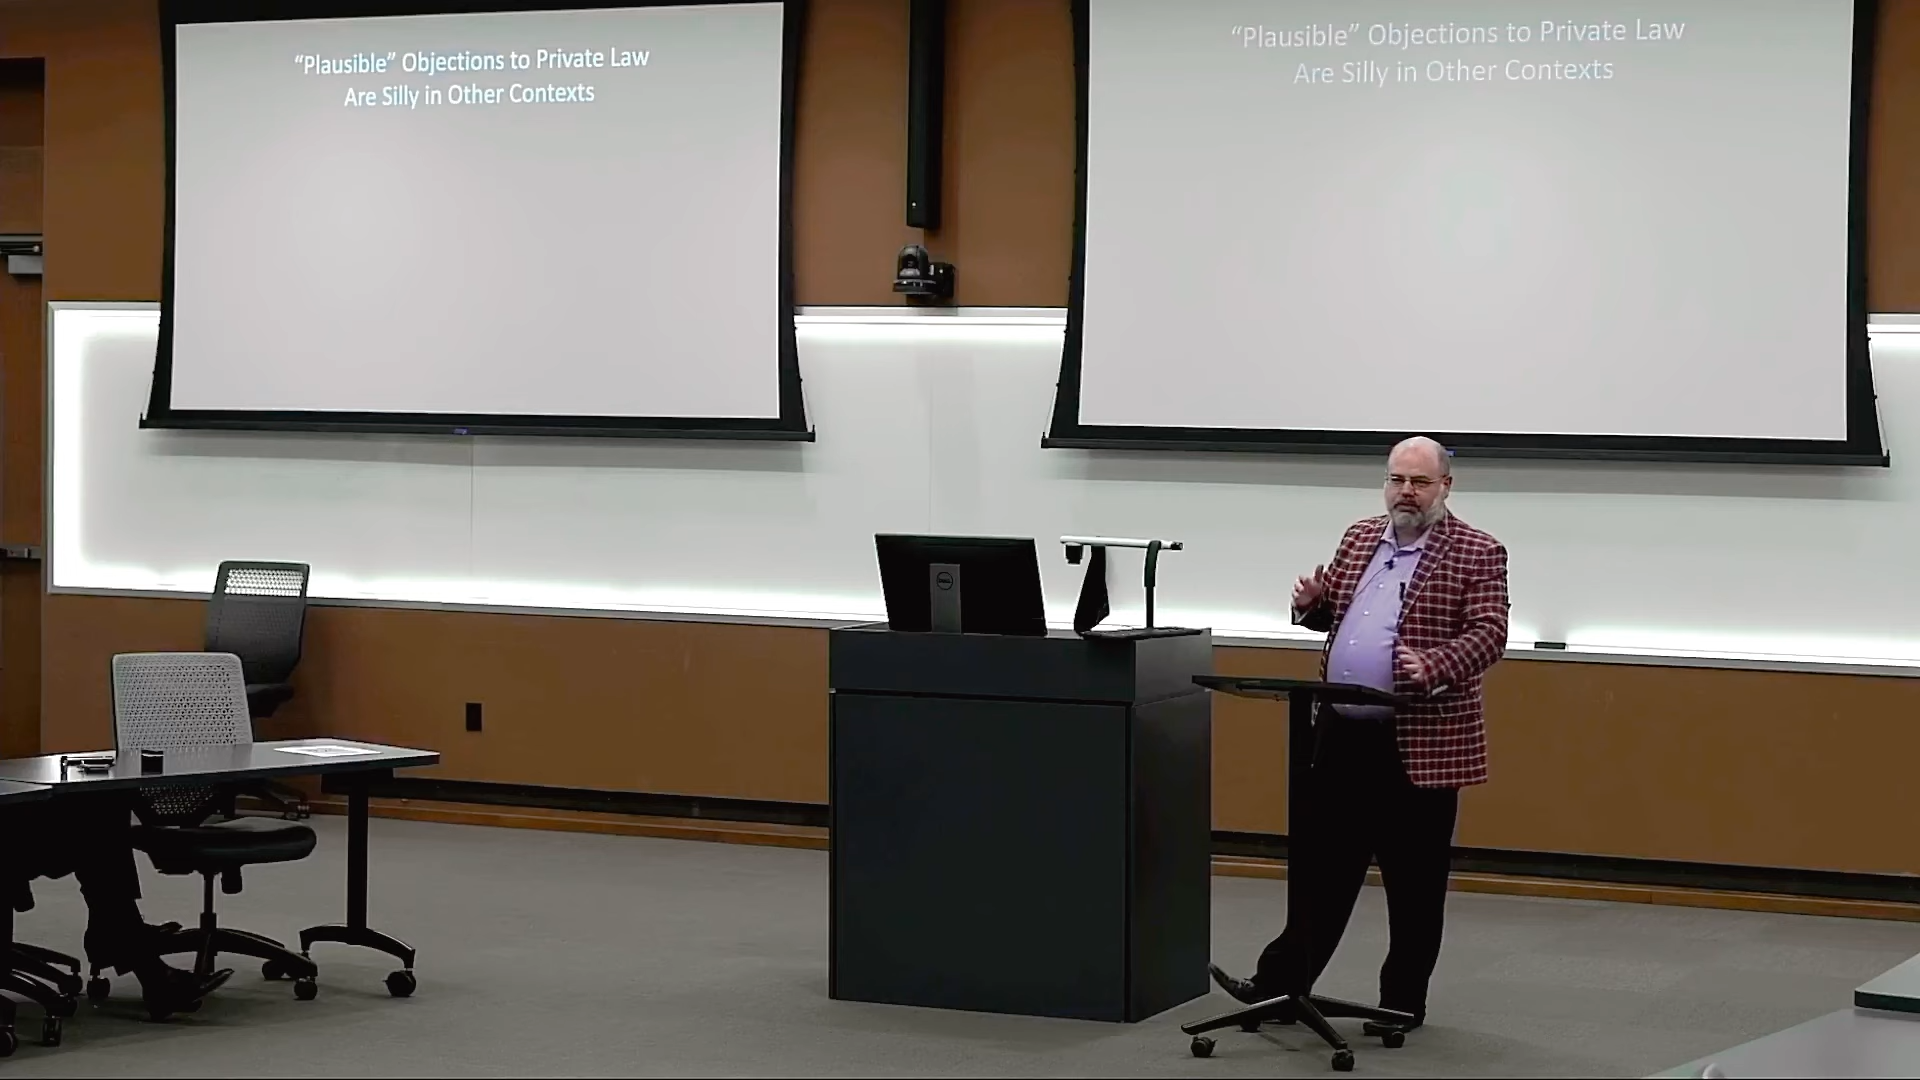 “Plausible” Objections to Private Law
Are Silly in Other Contexts
“Plausible” Objections to Private Law
Are Silly in Other Contexts
DELL